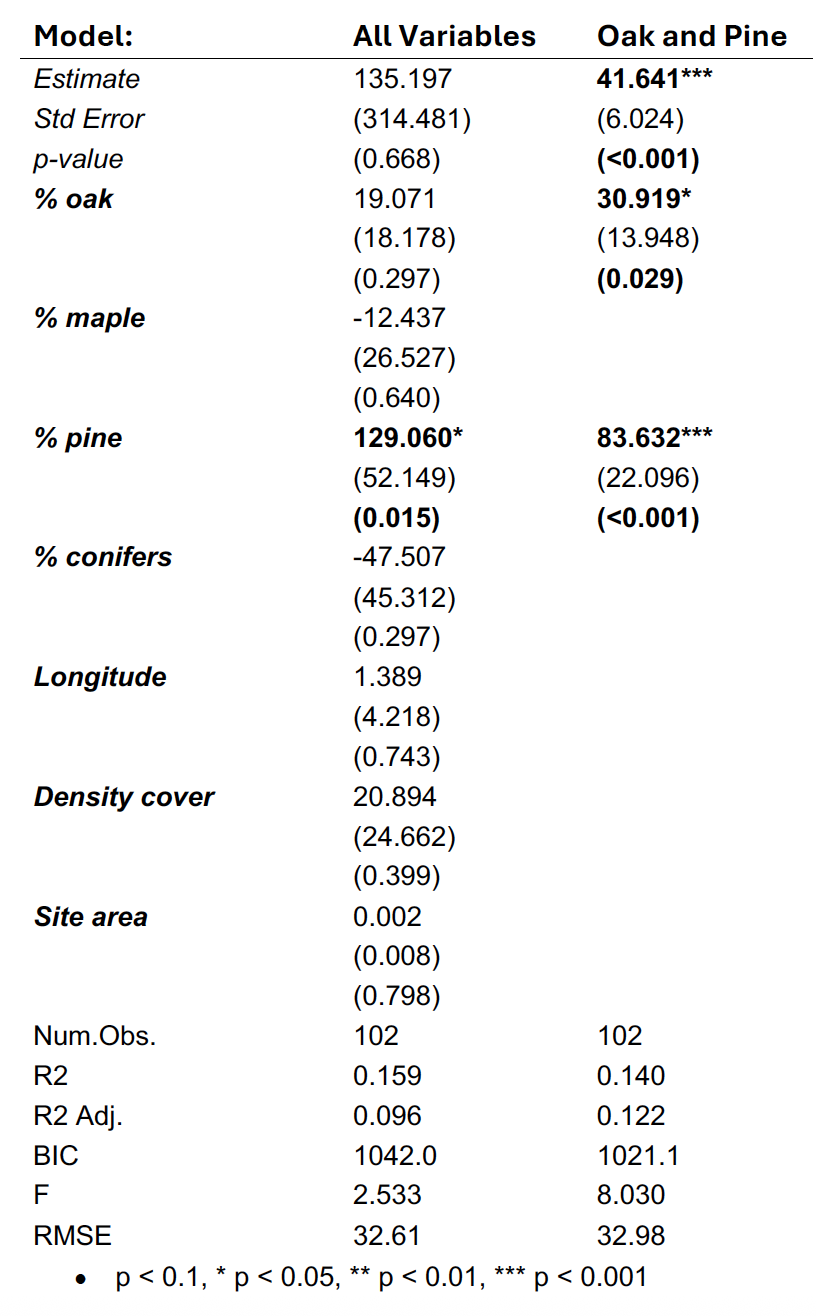 Model: All Variables Oak and Pine
Estimate 135.197 41.641***
Std Error (314.481) (6.024)
p-value (0.668) (<0.001)
% oak 19.071 30.919*
(18.178) (13.948)
(0.297) (0.029)
% maple -12.437
(26.527)
(0.640)
% pine 129.060* 83.632***
(52.149) (22.096)
(0.015) (<0.001)
% conifers -47.507
(45.312)
(0.297)
Longitude 1.389
(4.218)
(0.743)
Density cover 20.894
(24.662)
(0.399)
Site area 0.002
(0.008)
(0.798)
Num.Obs. 102 102
R2 0.159 0.140
R2 Adj. 0.096 0.122
BIC 1042.0 1021.1
F 2.533 8.030
RMSE 32.61 32.98
• p < 0.1, * p < 0.05, ** p < 0.01, *** p < 0.001